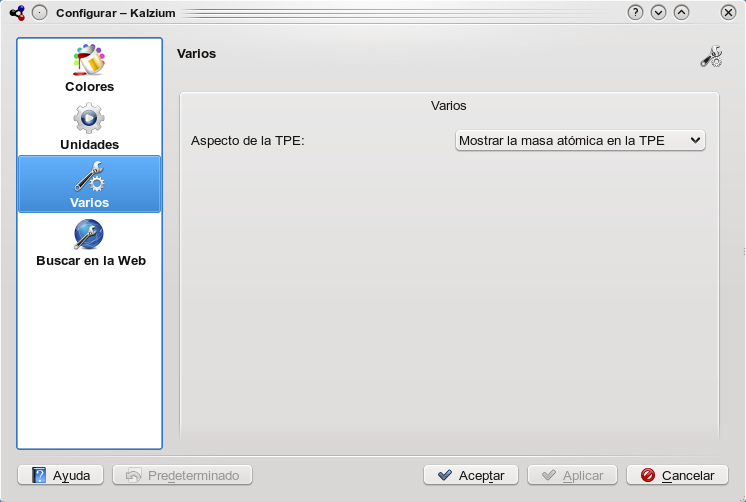 Configurar – Kalzium
Colores
Unidades
Varios
Buscar en la Web
Varios
Varios
Aspecto de la TPE:
Mostrar la masa atómica en la TPE
Ayuda
Predeterminado
Aceptar
Aplicar
Cancelar